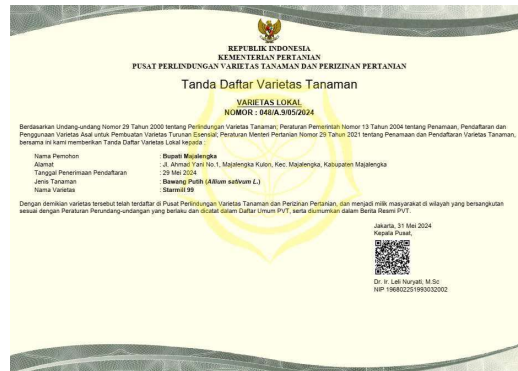 REPUBLIK INDONESIA
KEMENTERIAN PERTANIAN
PUSAT PERLINDUNGAN VARIETAS TANAMAN DAN PERIZINAN PERTANIAN
Tanda Daftar Varietas Tanaman
VARIETAS LOKAL
NOMOR : 048/A.9/05/2024
Berdasarkan Undang-undang Nomor 29 Tahun 2000 tentang Perlindungan Varietas Tanaman; Peraturan Pemerintah Nomor 13 Tahun 2004 tentang Penamaan, Pendaftaran dan
Penggunaan Varietas Asal untuk Pembuatan Varietas Turunan Esensial; Peraturan Menteri Pertanian Nomor 29 Tahun 2021 tentang Penamaan dan Pendaftaran Varietas Tanaman,
bersama ini kami memberikan Tanda Daftar Varietas Lokal kepada :
Nama Pemohon : Bupati Majalengka
Alamat : Jl. Ahmad Yani No.1, Majalengka Kulon, Kec. Majalengka, Kabupaten Majalengka
Tanggal Penerimaan Pendaftaran : 29 Mei 2024
Jenis Tanaman : Bawang Putih (Allium sativum L.)
Nama Varietas : Starmill 99
Dengan demikian varietas tersebut telah terdaftar di Pusat Perlindungan Varietas Tanaman dan Perizinan Pertanian, dan menjadi milik masyarakat di wilayah yang bersangkutan
sesuai dengan Peraturan Perundang-undangan yang berlaku dan dicatat dalam Daftar Umum PVT, serta diumumkan dalam Berita Resmi PVT.
Jakarta, 31 Mei 2024
Kepala Pusat,
Dr. Ir. Leli Nuryati, M.Sc
NIP 196802251993032002